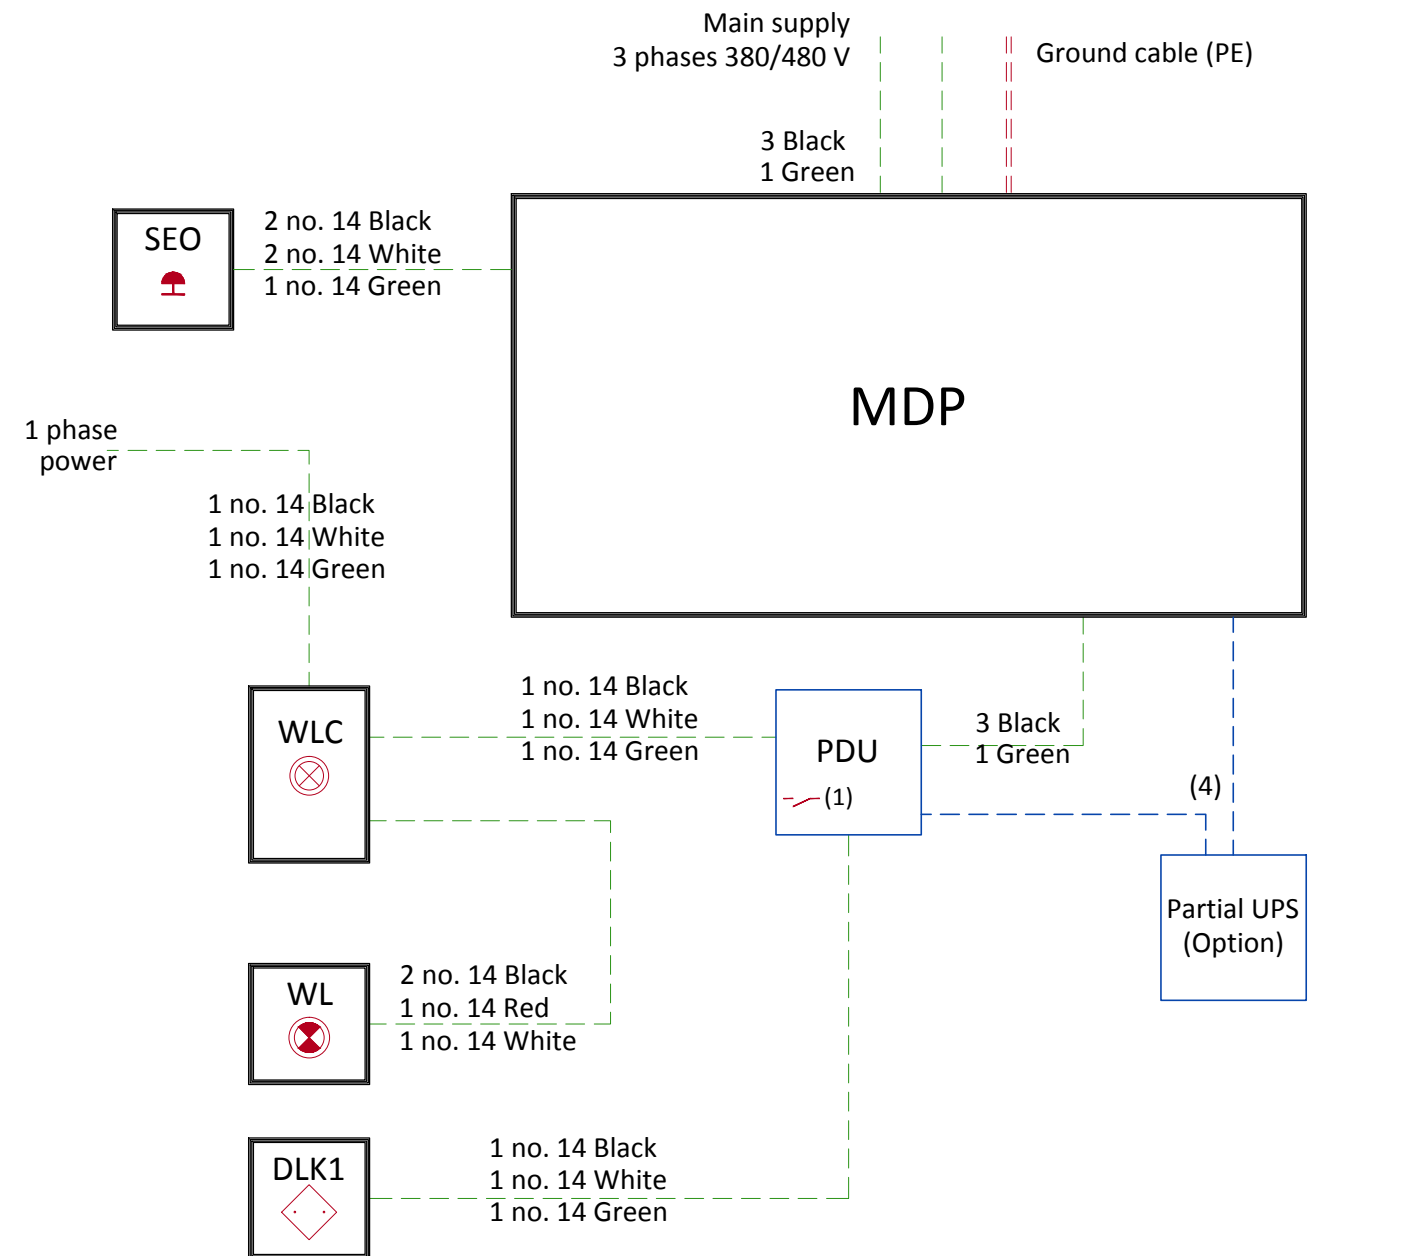 Main supply
3 phases 380/480 V
Ground cable (PE)
3 Black
1 Green
SEO
2 no. 14 Black
2 no. 14 White
1 no. 14 Green
MDP
1 phase
power
1 no. 14 Black
1 no. 14 White
1 no. 14 Green
WLC
1 no. 14 Black
1 no. 14 White
1 no. 14 Green
PDU
(1)
3 Black
1 Green
(4)
Partial UPS
(Option)
WL
2 no. 14 Black
1 no. 14 Red
1 no. 14 White
DLK1
1 no. 14 Black
1 no. 14 White
1 no. 14 Green